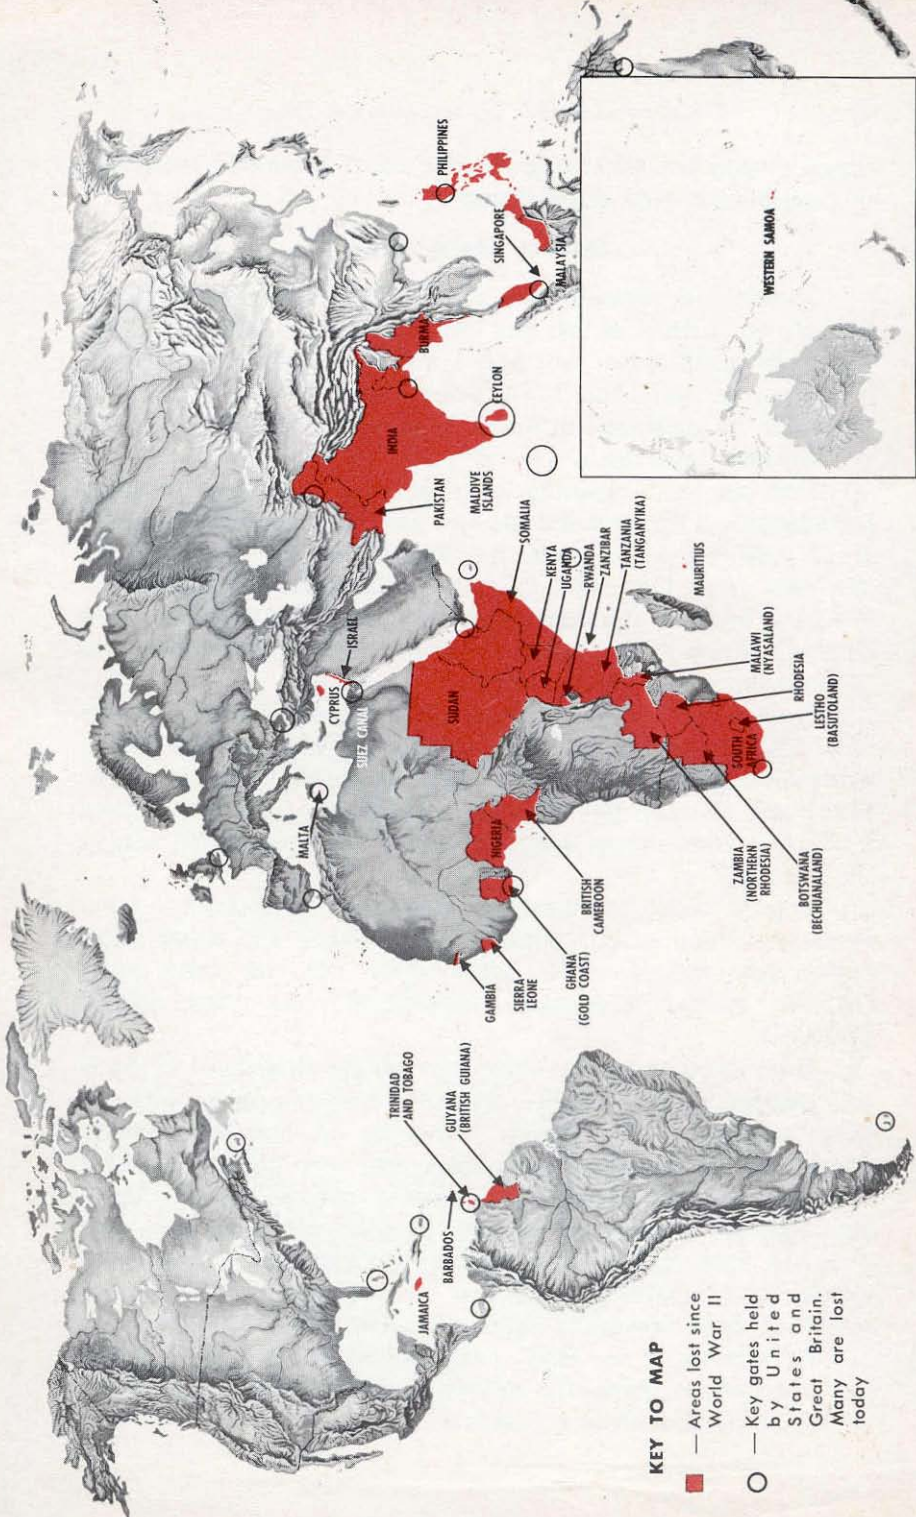 KEY TO MAP
— Areas lost since
World War II
— Key gates held
by United
States and
Great Britain.
Many are lost
today
JAMAICA
BARBADOS
TRINIDAD
AND TOBAGO
GUYANA
(BRITISH GUIANA)
GAMBIA
SIERRA
LEONE
GHANA
(GOLD COAST)
BRITISH
CAMEROON
NIGERIA
MALTA
CYPRUS
SUEZ CANAL
ISRAEL
SUDAN
SOMALIA
KENYA
UGANDA
RWANDA
ZANZIBAR
TANZANIA
(TANGANYIKA)
MAURITIUS
MALAWI
(NYASALAND)
RHODESIA
LESTHO
(BASUTOLAND)
SOUTH
AFRICA
ZAMBIA
(NORTHERN
RHODESIA)
BOTSWANA
(BECHUANALAND)
PAKISTAN
INDIA
MALDIVE
ISLANDS
CEYLON
BURMA
SINGAPORE
MALAYSIA
PHILIPPINES
WESTERN SAMOA